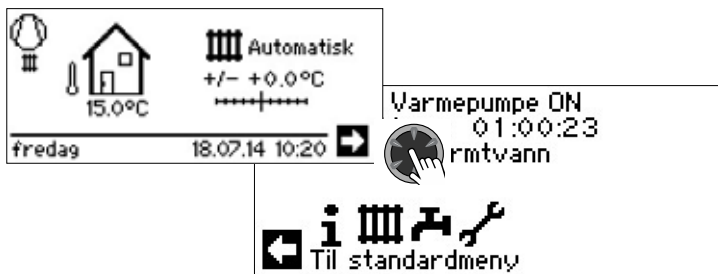 Automatisk
+/- +0.0°C
15.0°C
fredag 18.07.14 10:20
Varmepumpe ON
01:00:23
rmtvann
Til standardmeny